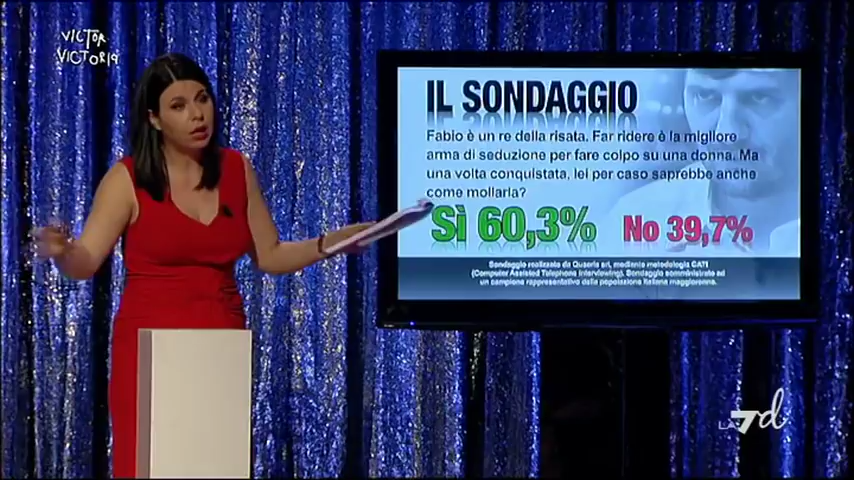 VICTOR
VICTORIA
IL SONDAGGIO
Fabio è un re della risata. Far ridere è la migliore
arma di seduzione per fare colpo su una donna. Ma
una volta conquistata, lei per caso saprebbe anche
come mollarla?
Sì 60,3% No 39,7%
Sondaggio realizzato da Quaeris srl, mediante metodologia CATI
(Computer Assisted Telephone Interviewing). Sondaggio somministrato ad
un campione rappresentativo della popolazione italiana maggiorenne.
LA7d